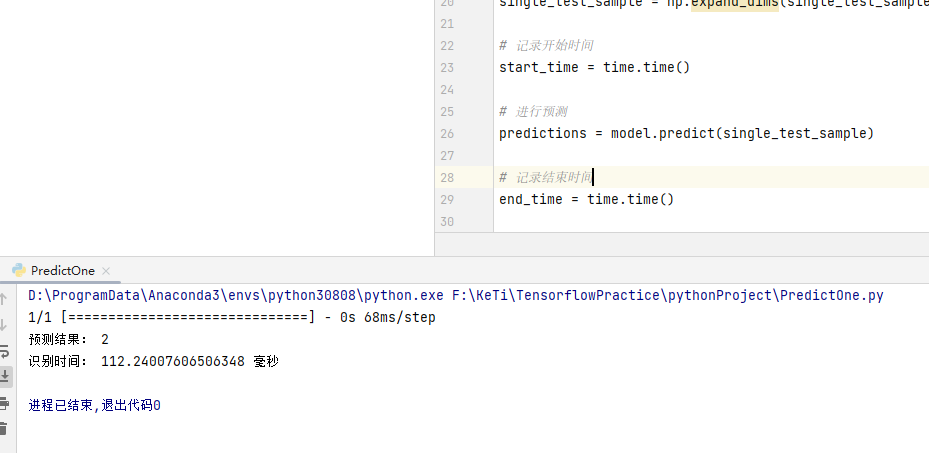 20 single_test_sample = np.expand_dims(single_test_sample
21
22 # 记录开始时间
23 start_time = time.time()
24
25 # 进行预测
26 predictions = model.predict(single_test_sample)
27
28 # 记录结束时间
29 end_time = time.time()
30
PredictOne
D:\ProgramData\Anaconda3\envs\python30808\python.exe F:\KeTi\TensorflowPractice\pythonProject\PredictOne.py
1/1 [==============================] - 0s 68ms/step
预测结果: 2
识别时间: 112.24007606506348 毫秒
进程已结束,退出代码0